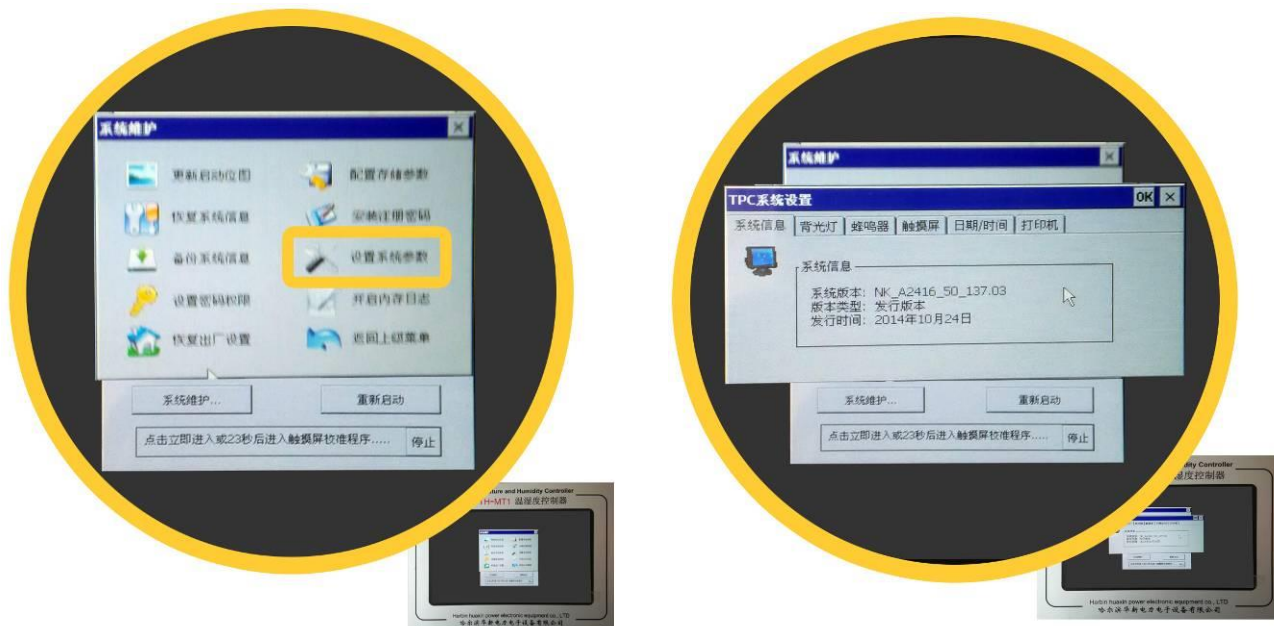 系统维护
更新启动位图
配置存储参数
恢复系统信息
安装注册密码
备份系统信息
设置系统参数
设置密码权限
开启内存日志
恢复出厂设置
返回上级菜单
系统维护...
重新启动
点击立即进入或23秒后进入触摸屏校准程序.....
停止
ture and Humidity Controller
TH-MT1 温湿度控制器
Harbin huaxin power electronic equipment co., LTD
哈尔滨华新电力电子设备有限公司
系统维护
TPC系统设置
OK
系统信息
背光灯
蜂鸣器
触摸屏
日期/时间
打印机
系统信息
系统版本: NK_A2416_50_137.03
版本类型: 发行版本
发行时间: 2014年10月24日
系统维护...
重新启动
点击立即进入或23秒后进入触摸屏校准程序.....
停止
ity Controller
湿度控制器
Harbin huaxin power electronic equipment co., LTD
哈尔滨华新电力电子设备有限公司